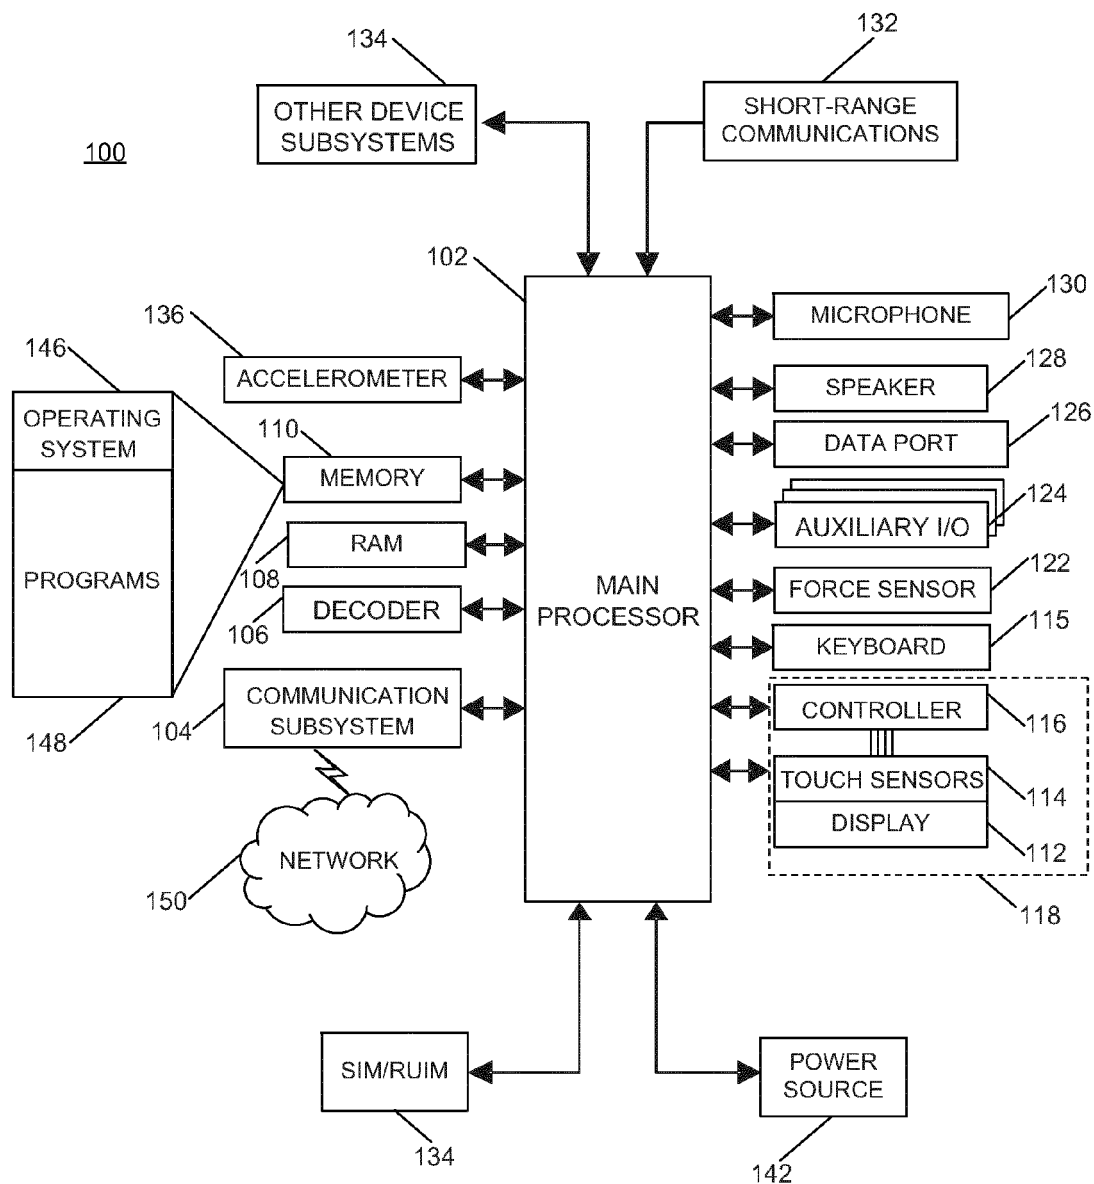 134
132
OTHER DEVICE
SUBSYSTEMS
SHORT-RANGE
COMMUNICATIONS
100
102
130
136
MICROPHONE
146
ACCELEROMETER
128
SPEAKER
OPERATING
SYSTEM
110
126
DATA PORT
MEMORY
124
AUXILIARY I/O
RAM
108
PROGRAMS
MAIN
PROCESSOR
122
FORCE SENSOR
DECODER
106
115
KEYBOARD
COMMUNICATION
SUBSYSTEM
104
148
CONTROLLER
116
TOUCH SENSORS
114
DISPLAY
112
NETWORK
150
118
SIM/RUIM
134
POWER
SOURCE
142